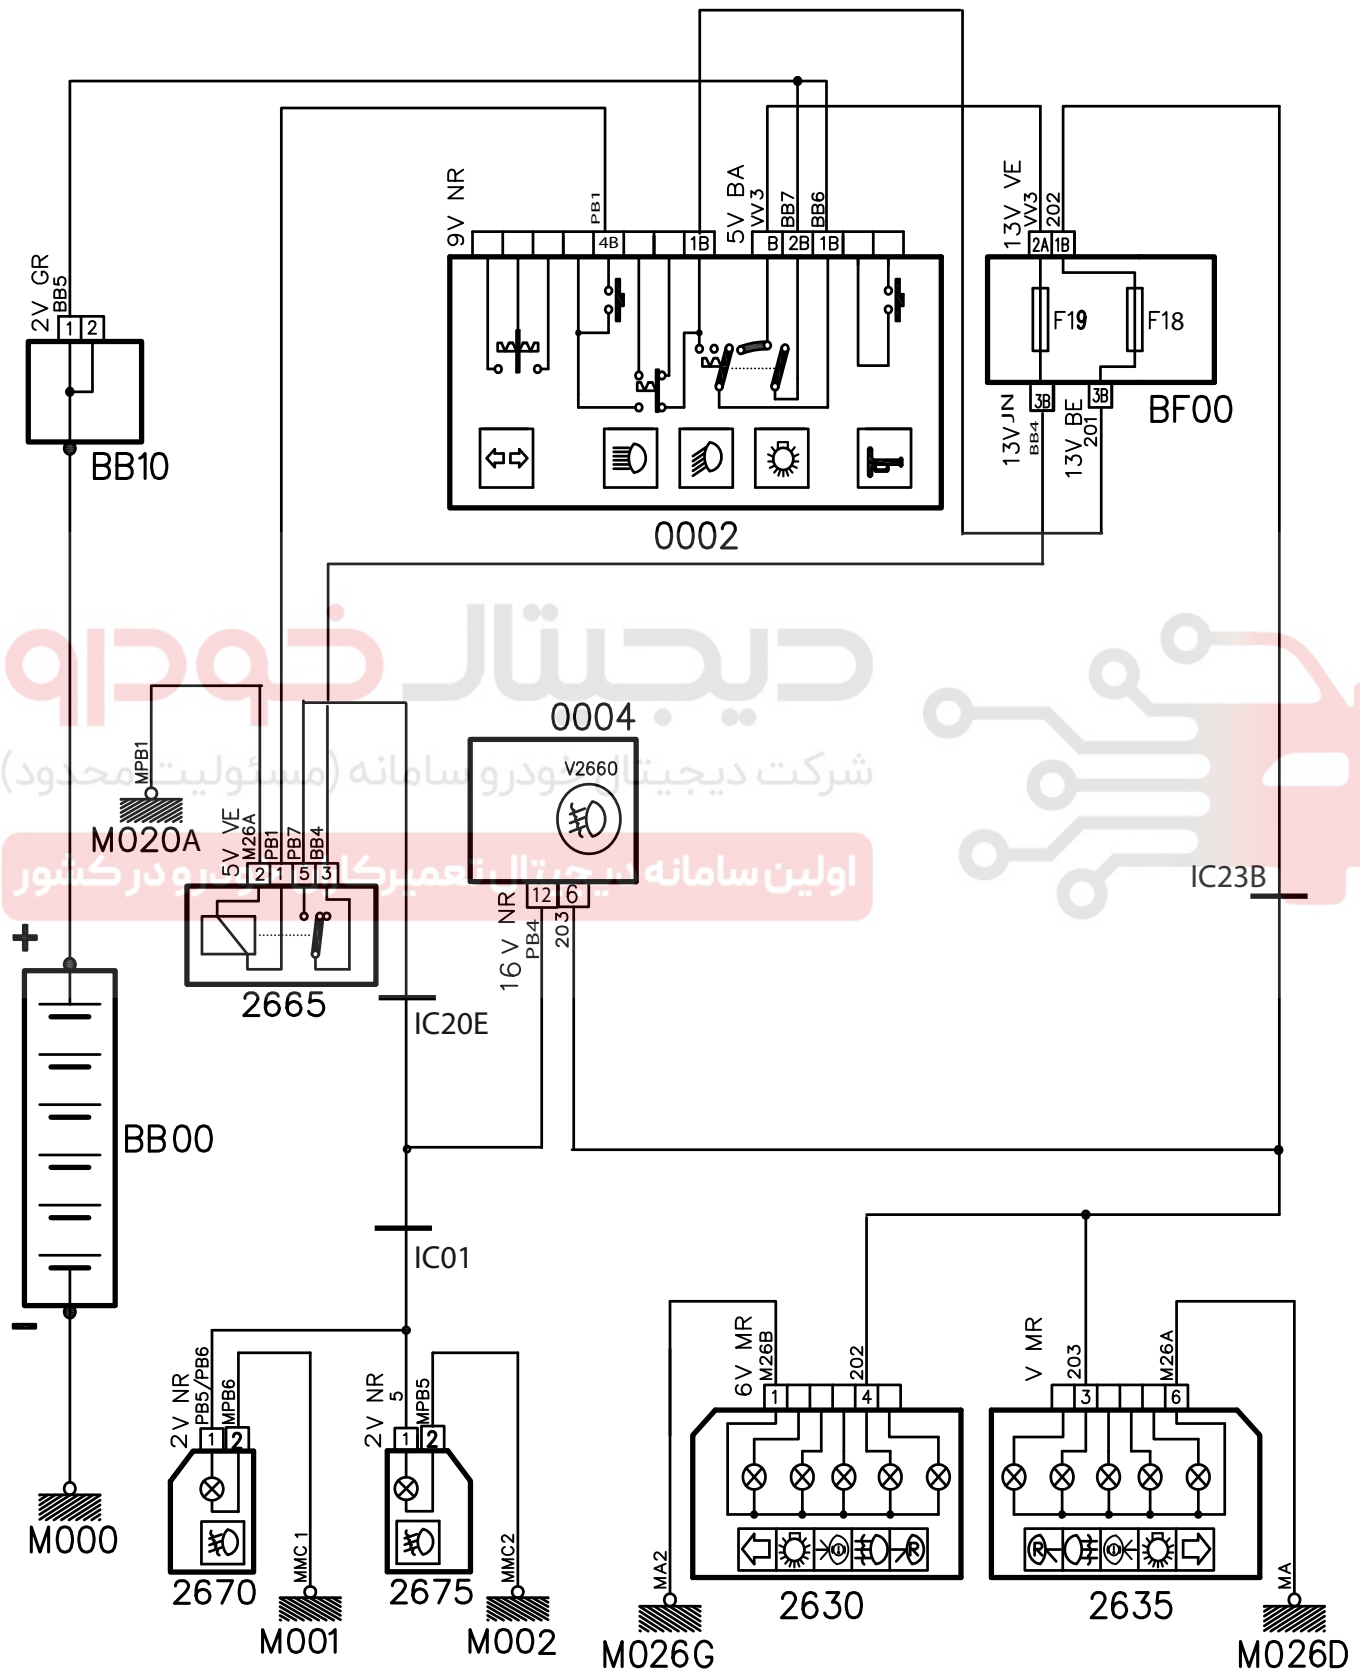 9V NR
PB1
4B
1B
5V BA
VV3
BB7
BB6
B
2B
1B
13V VE
VV3
202
2A
1B
F19
F18
3B
3B
13VJN
BB4
13V BE
201
BF00
2V GR
BB5
1
2
BB10
0002
دیجیتال خودرو
شرکت دیجیتال خودرو سامانه (مسئولیت محدود)
اولین سامانه دیجیتال تعمیرکاران خودرو در کشور
MPB1
M020A
5V VE
M26A
PB1
PB7
BB4
2
1
5
3
2665
0004
V2660
12
6
16V NR
PB4
203
IC23B
+
BB00
-
M000
IC20E
IC01
2V NR
PB5/PB6
MPB6
1
2
2670
MMC1
M001
2V NR
5
MPB5
1
2
2675
MMC2
M002
6V MR
M26B
202
1
4
R
2630
MA2
M026G
V MR
203
M26A
3
6
R
2635
MA
M026D